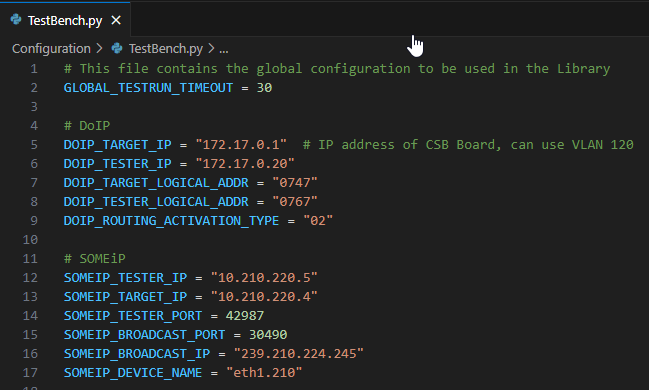 TestBench.py
Configuration > TestBench.py > ...
1 # This file contains the global configuration to be used in the Library
2 GLOBAL_TESTRUN_TIMEOUT = 30
3
4 # DoIP
5 DOIP_TARGET_IP = "172.17.0.1"  # IP address of CSB Board, can use VLAN 120
6 DOIP_TESTER_IP = "172.17.0.20"
7 DOIP_TARGET_LOGICAL_ADDR = "0747"
8 DOIP_TESTER_LOGICAL_ADDR = "0767"
9 DOIP_ROUTING_ACTIVATION_TYPE = "02"
10
11 # SOMEiP
12 SOMEIP_TESTER_IP = "10.210.220.5"
13 SOMEIP_TARGET_IP = "10.210.220.4"
14 SOMEIP_TESTER_PORT = 42987
15 SOMEIP_BROADCAST_PORT = 30490
16 SOMEIP_BROADCAST_IP = "239.210.224.245"
17 SOMEIP_DEVICE_NAME = "eth1.210"